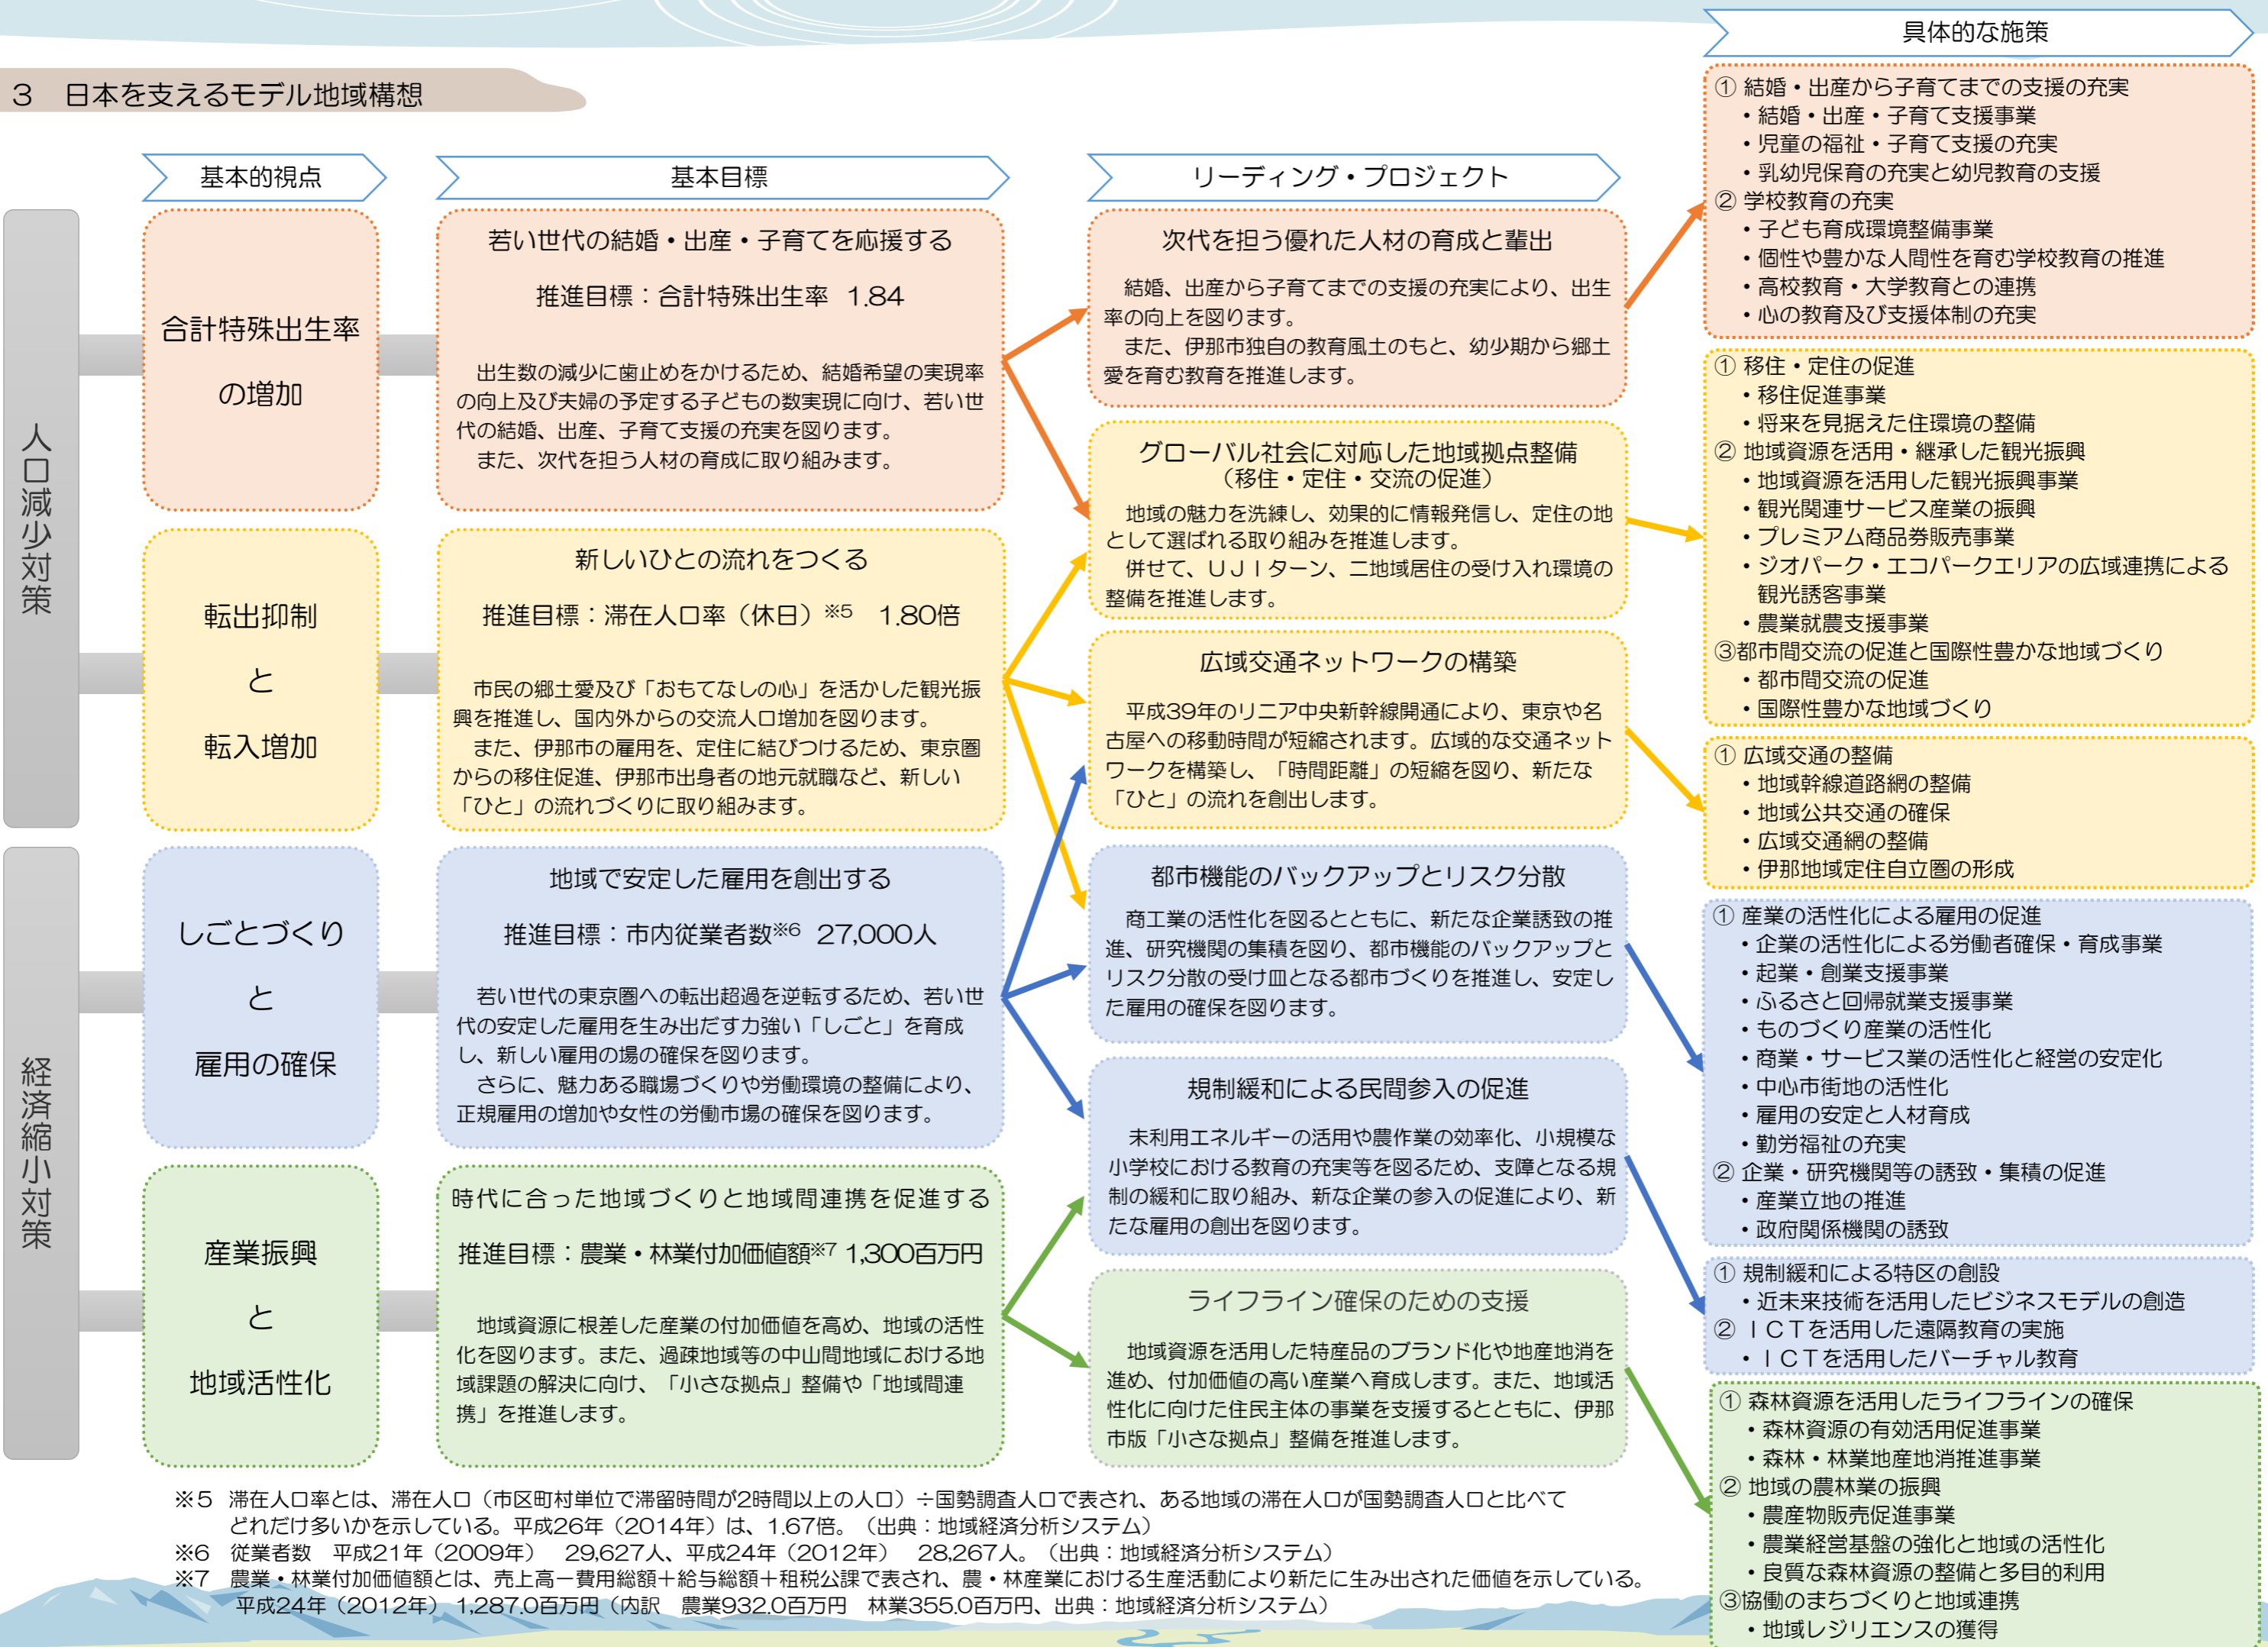 3 日本を支えるモデル地域構想
基本的視点
基本目標
リーディング・プロジェクト
具体的な施策
人口減少対策
合計特殊出生率
の増加
若い世代の結婚・出産・子育てを応援する
推進目標：合計特殊出生率 1.84
出生数の減少に歯止めをかけるため、結婚希望の実現率
の向上及び夫婦の予定する子どもの数実現に向け、若い世
代の結婚、出産、子育て支援の充実を図ります。
また、次代を担う人材の育成に取り組みます。
転出抑制
と
転入増加
新しいひとの流れをつくる
推進目標：滞在人口率（休日）※5 1.80倍
市民の郷土愛及び「おもてなしの心」を活かした観光振
興を推進し、国内外からの交流人口増加を図ります。
また、伊那市の雇用を、定住に結びつけるため、東京圏
からの移住促進、伊那市出身者の地元就職など、新しい
「ひと」の流れづくりに取り組みます。
経済縮小対策
しごとづくり
と
雇用の確保
地域で安定した雇用を創出する
推進目標：市内従業者数※6 27,000人
若い世代の東京圏への転出超過を逆転するため、若い世
代の安定した雇用を生み出だす力強い「しごと」を育成
し、新しい雇用の場の確保を図ります。
さらに、魅力ある職場づくりや労働環境の整備により、
正規雇用の増加や女性の労働市場の確保を図ります。
産業振興
と
地域活性化
時代に合った地域づくりと地域間連携を促進する
推進目標：農業・林業付加価値額※7 1,300百万円
地域資源に根差した産業の付加価値を高め、地域の活性
化を図ります。また、過疎地域等の中山間地域における地
域課題の解決に向け、「小さな拠点」整備や「地域間連
携」を推進します。
次代を担う優れた人材の育成と輩出
結婚、出産から子育てまでの支援の充実により、出生
率の向上を図ります。
また、伊那市独自の教育風土のもと、幼少期から郷土
愛を育む教育を推進します。
グローバル社会に対応した地域拠点整備
（移住・定住・交流の促進）
地域の魅力を洗練し、効果的に情報発信し、定住の地
として選ばれる取り組みを推進します。
併せて、ＵＪＩターン、二地域居住の受け入れ環境の
整備を推進します。
広域交通ネットワークの構築
平成39年のリニア中央新幹線開通により、東京や名
古屋への移動時間が短縮されます。広域的な交通ネット
ワークを構築し、「時間距離」の短縮を図り、新たな
「ひと」の流れを創出します。
都市機能のバックアップとリスク分散
商工業の活性化を図るとともに、新たな企業誘致の推
進、研究機関の集積を図り、都市機能のバックアップと
リスク分散の受け皿となる都市づくりを推進し、安定し
た雇用の確保を図ります。
規制緩和による民間参入の促進
未利用エネルギーの活用や農作業の効率化、小規模な
小学校における教育の充実等を図るため、支障となる規
制の緩和に取り組み、新な企業の参入の促進により、新
たな雇用の創出を図ります。
ライフライン確保のための支援
地域資源を活用した特産品のブランド化や地産地消を
進め、付加価値の高い産業へ育成します。また、地域活
性化に向けた住民主体の事業を支援するとともに、伊那
市版「小さな拠点」整備を推進します。
① 結婚・出産から子育てまでの支援の充実
・結婚・出産・子育て支援事業
・児童の福祉・子育て支援の充実
・乳幼児保育の充実と幼児教育の支援
② 学校教育の充実
・子ども育成環境整備事業
・個性や豊かな人間性を育む学校教育の推進
・高校教育・大学教育との連携
・心の教育及び支援体制の充実
① 移住・定住の促進
・移住促進事業
・将来を見据えた住環境の整備
② 地域資源を活用・継承した観光振興
・地域資源を活用した観光振興事業
・観光関連サービス産業の振興
・プレミアム商品券販売事業
・ジオパーク・エコパークエリアの広域連携による
観光誘客事業
・農業就農支援事業
③都市間交流の促進と国際性豊かな地域づくり
・都市間交流の促進
・国際性豊かな地域づくり
① 広域交通の整備
・地域幹線道路網の整備
・地域公共交通の確保
・広域交通網の整備
・伊那地域定住自立圏の形成
① 産業の活性化による雇用の促進
・企業の活性化による労働者確保・育成事業
・起業・創業支援事業
・ふるさと回帰就業支援事業
・ものづくり産業の活性化
・商業・サービス業の活性化と経営の安定化
・中心市街地の活性化
・雇用の安定と人材育成
・勤労福祉の充実
② 企業・研究機関等の誘致・集積の促進
・産業立地の推進
・政府関係機関の誘致
① 規制緩和による特区の創設
・近未来技術を活用したビジネスモデルの創造
② ＩＣＴを活用した遠隔教育の実施
・ＩＣＴを活用したバーチャル教育
① 森林資源を活用したライフラインの確保
・森林資源の有効活用促進事業
・森林・林業地産地消推進事業
② 地域の農林業の振興
・農産物販売促進事業
・農業経営基盤の強化と地域の活性化
・良質な森林資源の整備と多目的利用
③協働のまちづくりと地域連携
・地域レジリエンスの獲得
※５ 滞在人口率とは、滞在人口（市区町村単位で滞留時間が2時間以上の人口）÷国勢調査人口で表され、ある地域の滞在人口が国勢調査人口と比べて
どれだけ多いかを示している。平成26年（2014年）は、1.67倍。（出典：地域経済分析システム）
※6 従業者数 平成21年（2009年） 29,627人、平成24年（2012年） 28,267人。（出典：地域経済分析システム）
※7 農業・林業付加価値額とは、売上高－費用総額＋給与総額＋租税公課で表され、農・林産業における生産活動により新たに生み出された価値を示している。
平成24年（2012年） 1,287.0百万円（内訳 農業932.0百万円 林業355.0百万円、出典：地域経済分析システム）